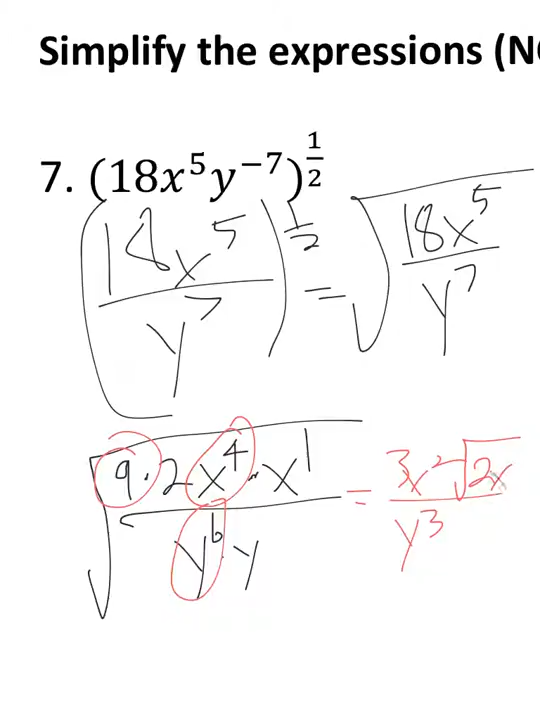 Simplify the expressions (N
7. (18x⁵y⁻⁷)^(1/2)
(18x⁵/y⁷)^(1/2) = √(18x⁵/y⁷)
√(9·2x⁴·x¹/y⁶·y) = 3x²√2x/y³